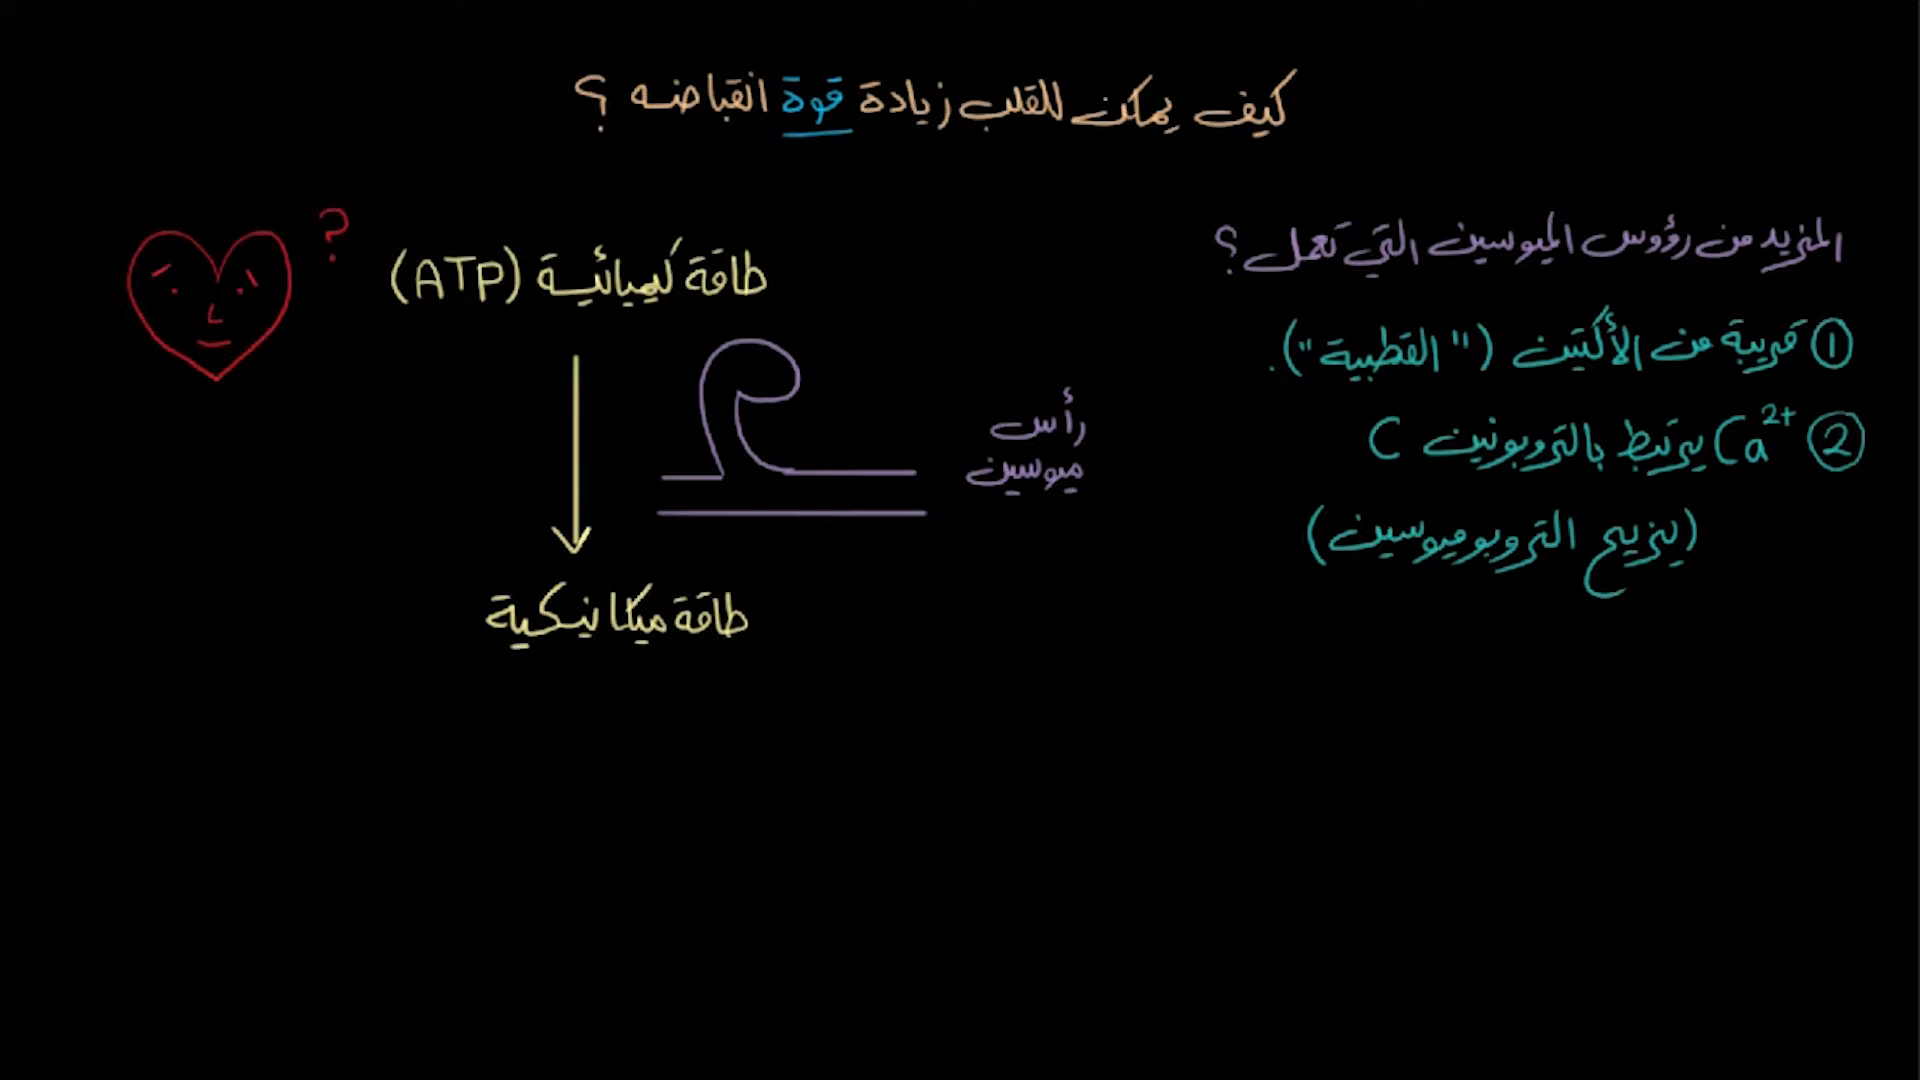 كيف يمكن للقلب زيادة قوة انقباضه ؟
المزيد من رؤوس الميوسين التي تعمل ؟
① قريبة من الأكتين ("القطبية").
② Ca²⁺ يرتبط بالتروبونين C
(يزيح التروبوميوسين)
?
طاقة كيميائية (ATP)
رأس
ميوسين
طاقة ميكانيكية